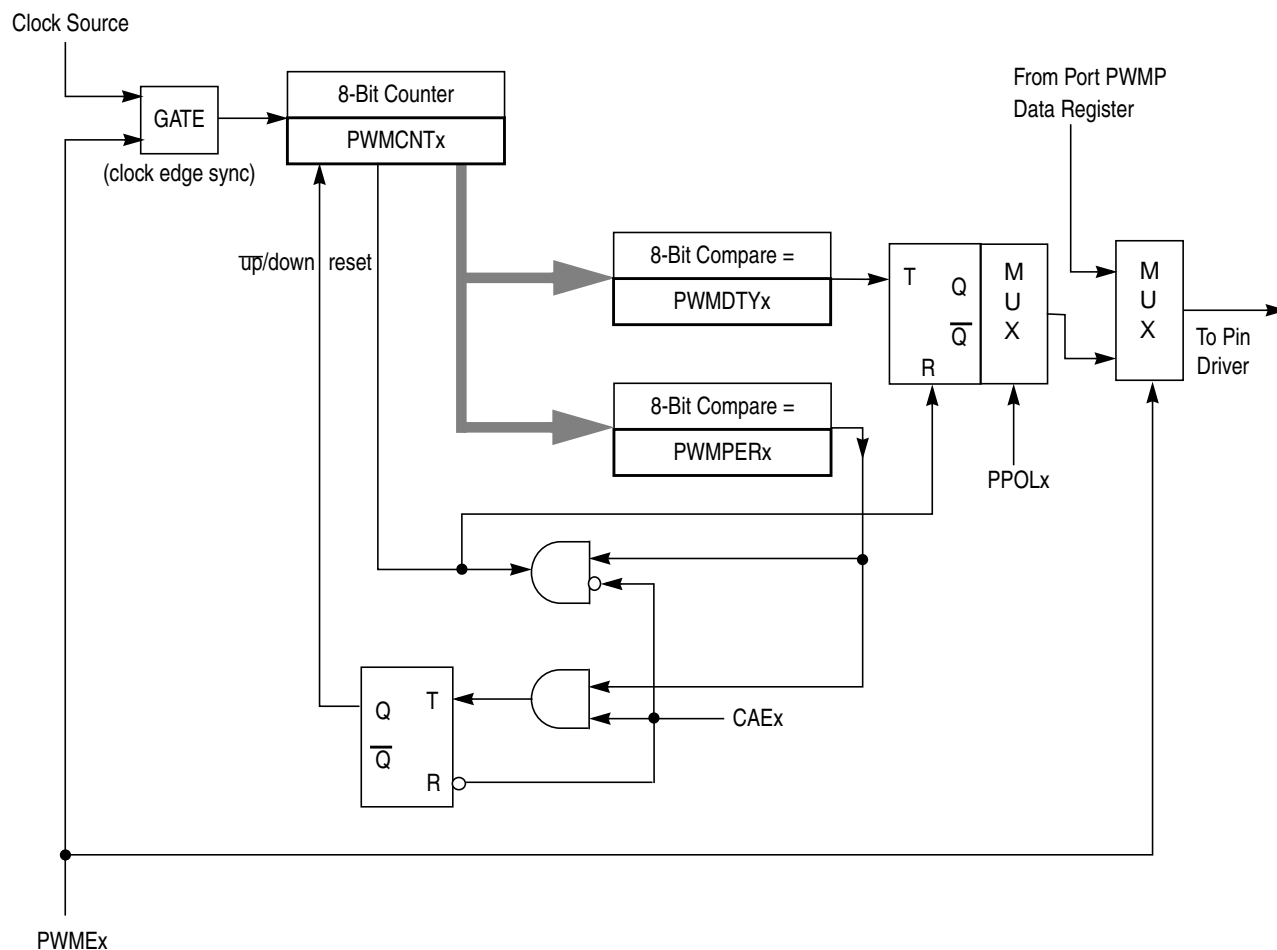 Clock Source
GATE
(clock edge sync)
8-Bit Counter
PWMCNTx
From Port PWMP
Data Register
u̅p̅/down
reset
8-Bit Compare =
PWMDTYx
T
Q
Q̅
R
M
U
X
M
U
X
To Pin
Driver
8-Bit Compare =
PWMPERx
PPOLx
Q
Q̅
T
R
CAEx
PWMEx